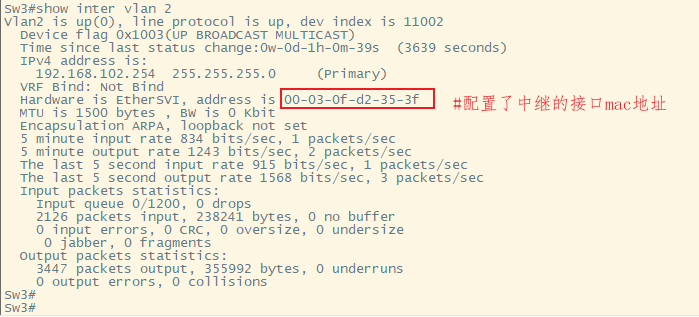 Sw3#show inter vlan 2
Vlan2 is up(0), line protocol is up, dev index is 11002
Device flag 0x1003(UP BROADCAST MULTICAST)
Time since last status change:0w-0d-1h-0m-39s (3639 seconds)
IPv4 address is:
192.168.102.254 255.255.255.0 (Primary)
VRF Bind: Not Bind
Hardware is EtherSVI, address is 00-03-0f-d2-35-3f #配置了中继的接口mac地址
MTU is 1500 bytes , BW is 0 Kbit
Encapsulation ARPA, loopback not set
5 minute input rate 834 bits/sec, 1 packets/sec
5 minute output rate 1243 bits/sec, 2 packets/sec
The last 5 second input rate 915 bits/sec, 1 packets/sec
The last 5 second output rate 1568 bits/sec, 3 packets/sec
Input packets statistics:
Input queue 0/1200, 0 drops
2126 packets input, 238241 bytes, 0 no buffer
0 input errors, 0 CRC, 0 oversize, 0 undersize
0 jabber, 0 fragments
Output packets statistics:
3447 packets output, 355992 bytes, 0 underruns
0 output errors, 0 collisions
Sw3#
Sw3#